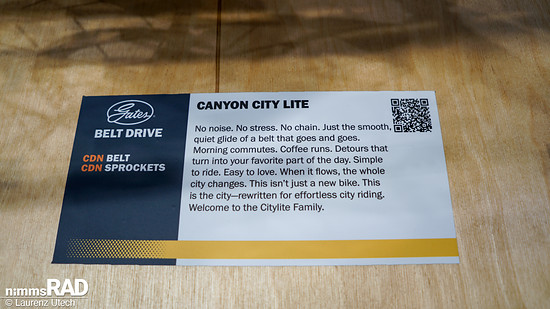 Gates
BELT DRIVE
CDN BELT
CDN SPROCKETS
CANYON CITY LITE
No noise. No stress. No chain. Just the smooth,
quiet glide of a belt that goes and goes.
Morning commutes. Coffee runs. Detours that
turn into your favorite part of the day. Simple
to ride. Easy to love. When it flows, the whole
city changes. This isn't just a new bike. This
is the city—rewritten for effortless city riding.
Welcome to the Citylite Family.
nimmsRAD
© Laurenz Utech